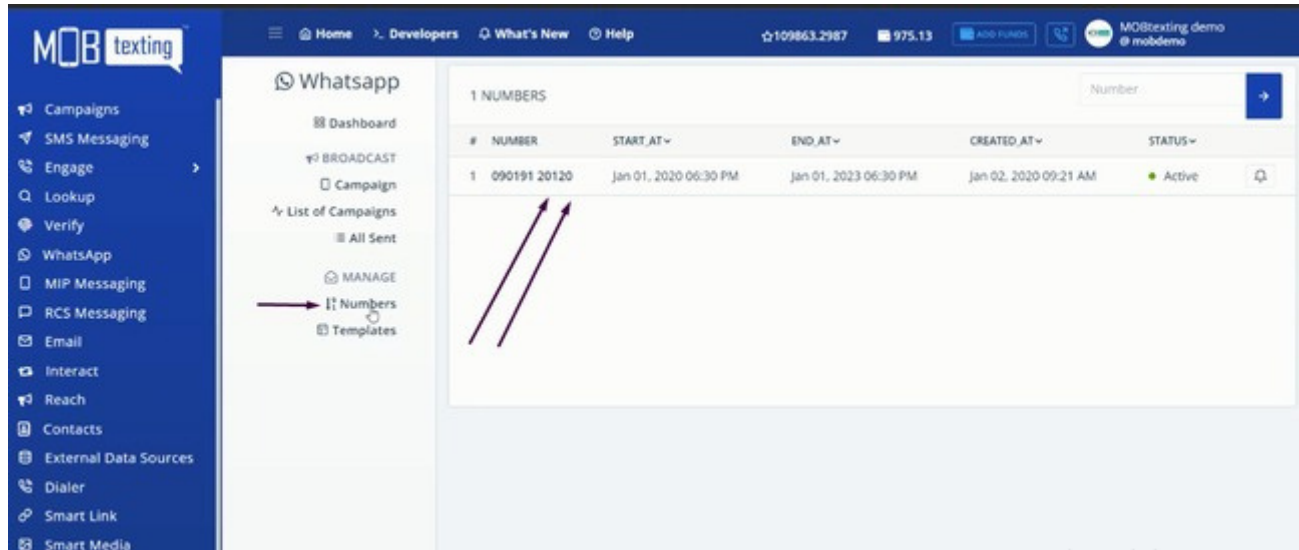 MOB texting
Home Developers What's New Help 109863.2987 975.13 ADD FUNDS MOBtexting demo
@ mobdemo
Campaigns
SMS Messaging
Engage
Lookup
Verify
WhatsApp
MIP Messaging
RCS Messaging
Email
Interact
Reach
Contacts
External Data Sources
Dialer
Smart Link
Smart Media
Whatsapp
Dashboard
BROADCAST
Campaign
List of Campaigns
All Sent
MANAGE
Numbers
Templates
1 NUMBERS
Number
# NUMBER START_AT END_AT CREATED_AT STATUS
1 090191 20120 Jan 01, 2020 06:30 PM Jan 01, 2023 06:30 PM Jan 02, 2020 09:21 AM Active